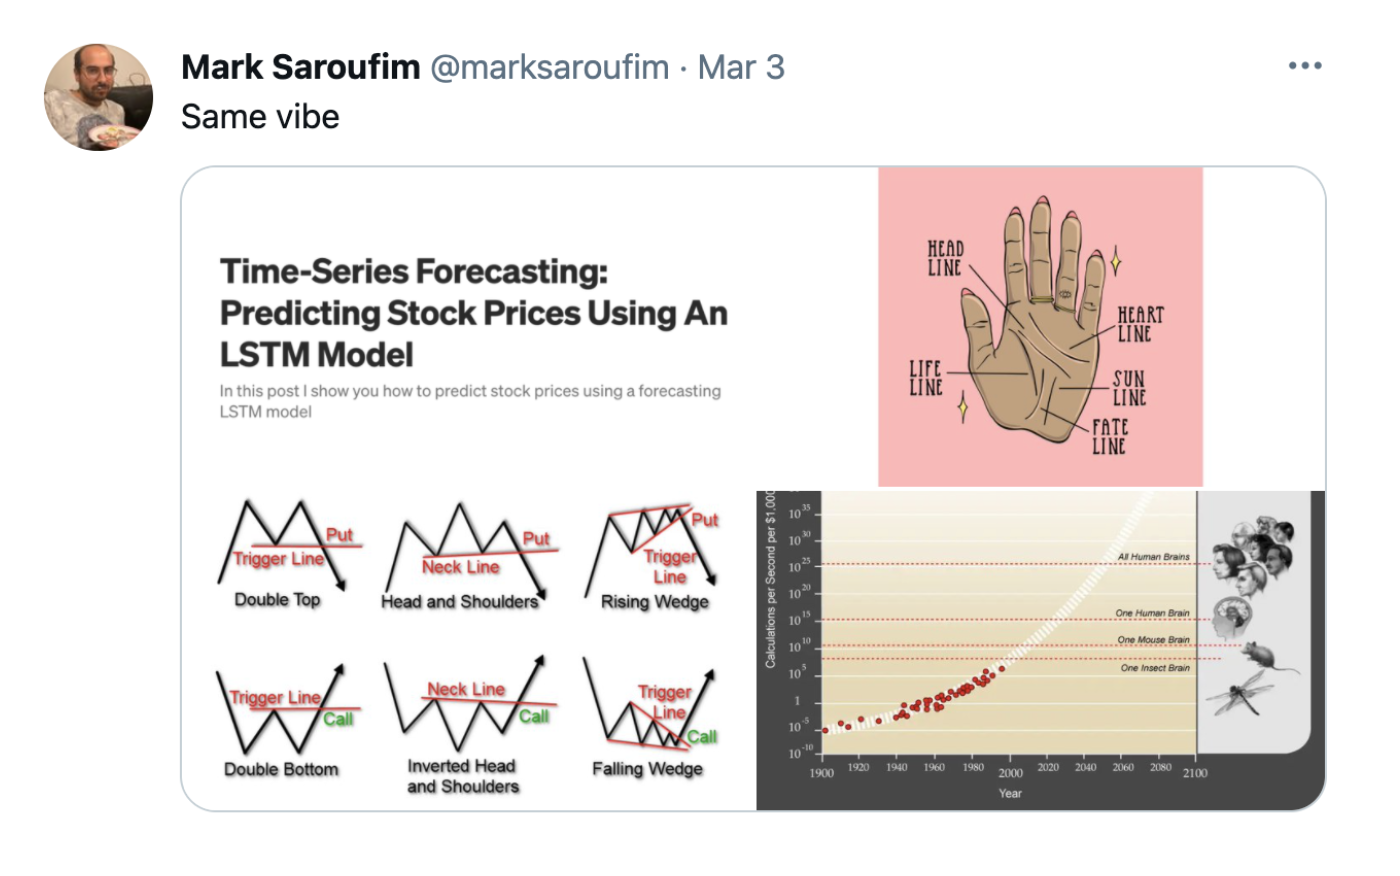 Mark Saroufim @marksaroufim · Mar 3
Same vibe
Time-Series Forecasting:
Predicting Stock Prices Using An
LSTM Model
In this post I show you how to predict stock prices using a forecasting
LSTM model
HEAD
LINE
HEART
LINE
LIFE
LINE
SUN
LINE
FATE
LINE
Put
Trigger Line
Double Top
Put
Neck Line
Head and Shoulders
Put
Trigger
Line
Rising Wedge
Trigger Line
Call
Double Bottom
Neck Line
Call
Inverted Head
and Shoulders
Trigger
Line
Call
Falling Wedge
Calculations per Second per $1,000
10 35
10 30
10 25
10 20
10 15
10 10
10 5
1
10 -5
10 -10
All Human Brains
One Human Brain
One Mouse Brain
One Insect Brain
1900 1920 1940 1960 1980 2000 2020 2040 2060 2080 2100
Year